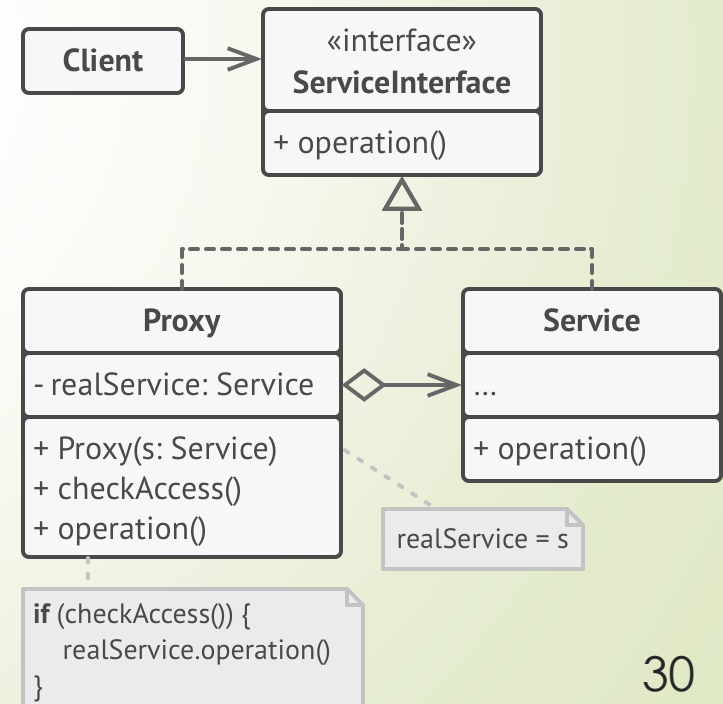 Client
«interface»
ServiceInterface
+ operation()
Proxy
- realService: Service
+ Proxy(s: Service)
+ checkAccess()
+ operation()
Service
...
+ operation()
realService = s
if (checkAccess()) {
realService.operation()
}
30